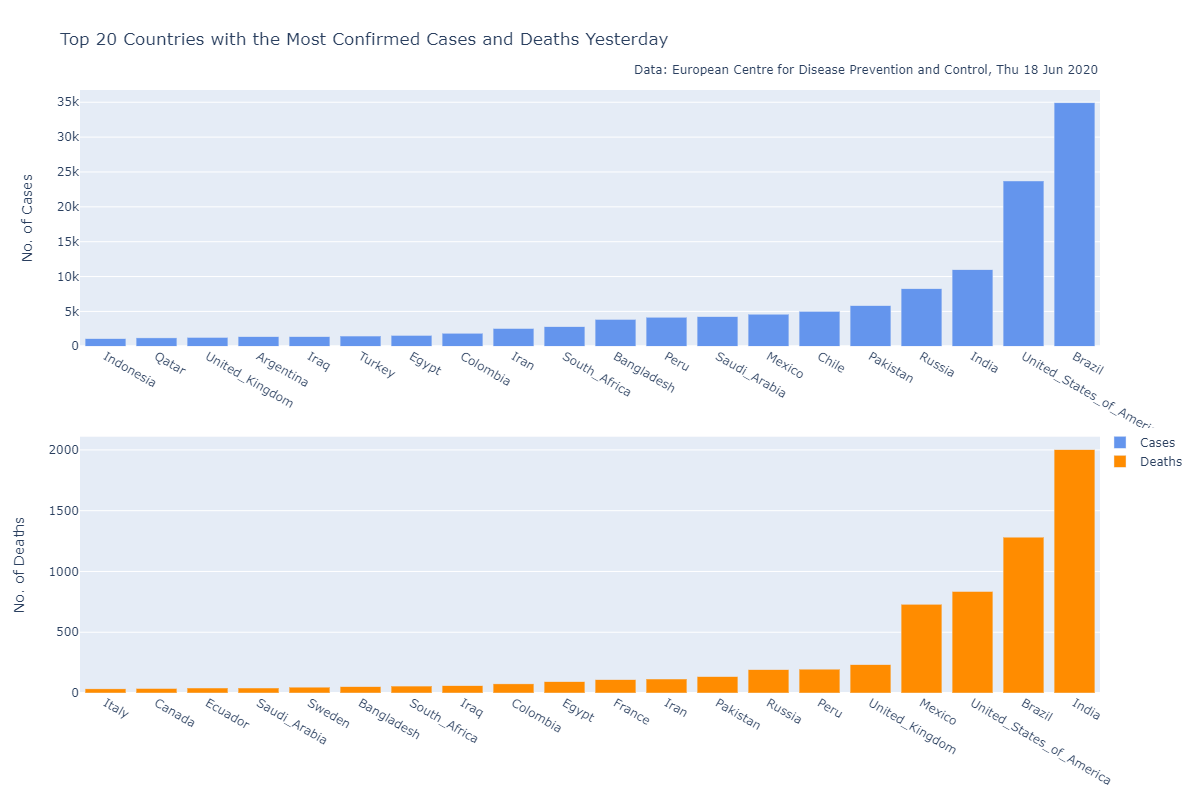 Top 20 Countries with the Most Confirmed Cases and Deaths Yesterday
Data: European Centre for Disease Prevention and Control, Thu 18 Jun 2020
No. of Cases
35k
30k
25k
20k
15k
10k
5k
0
Indonesia
Qatar
United_Kingdom
Argentina
Iraq
Turkey
Egypt
Colombia
Iran
South_Africa
Bangladesh
Peru
Saudi_Arabia
Mexico
Chile
Pakistan
Russia
India
United_States_of_Ameri
Brazil
Cases
Deaths
No. of Deaths
2000
1500
1000
500
0
Italy
Canada
Ecuador
Saudi_Arabia
Sweden
Bangladesh
South_Africa
Iraq
Colombia
Egypt
France
Iran
Pakistan
Russia
Peru
United_Kingdom
Mexico
United_States_of_America
Brazil
India